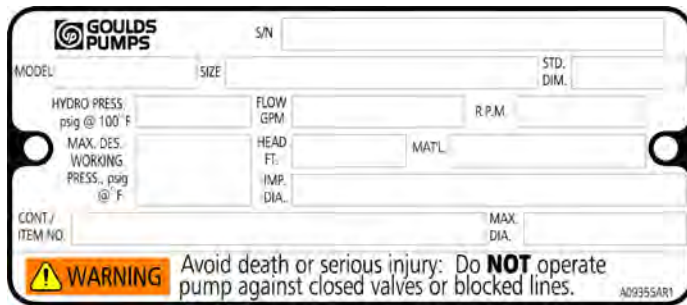 GOULDS
PUMPS
S/N
MODEL
SIZE
STD.
DIM.
HYDRO PRESS.
psig @ 100°F
FLOW
GPM
R.P.M.
MAX. DES.
WORKING
PRESS., psig
@°F
HEAD
FT.
MAT'L.
IMP.
DIA..
CONT./
ITEM NO.
MAX.
DIA.
WARNING
Avoid death or serious injury: Do NOT operate
pump against closed valves or blocked lines.
A09355AR1